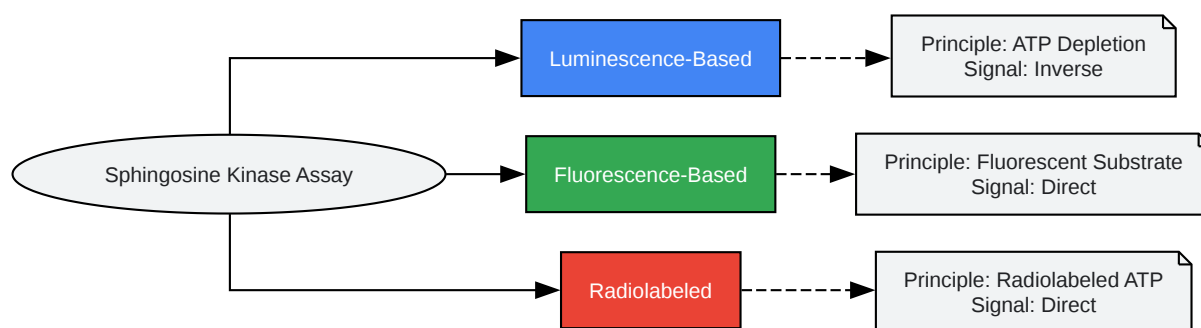 Luminescence-Based
Principle: ATP Depletion
Signal: Inverse
Sphingosine Kinase Assay
Fluorescence-Based
Principle: Fluorescent Substrate
Signal: Direct
Radiolabeled
Principle: Radiolabeled ATP
Signal: Direct